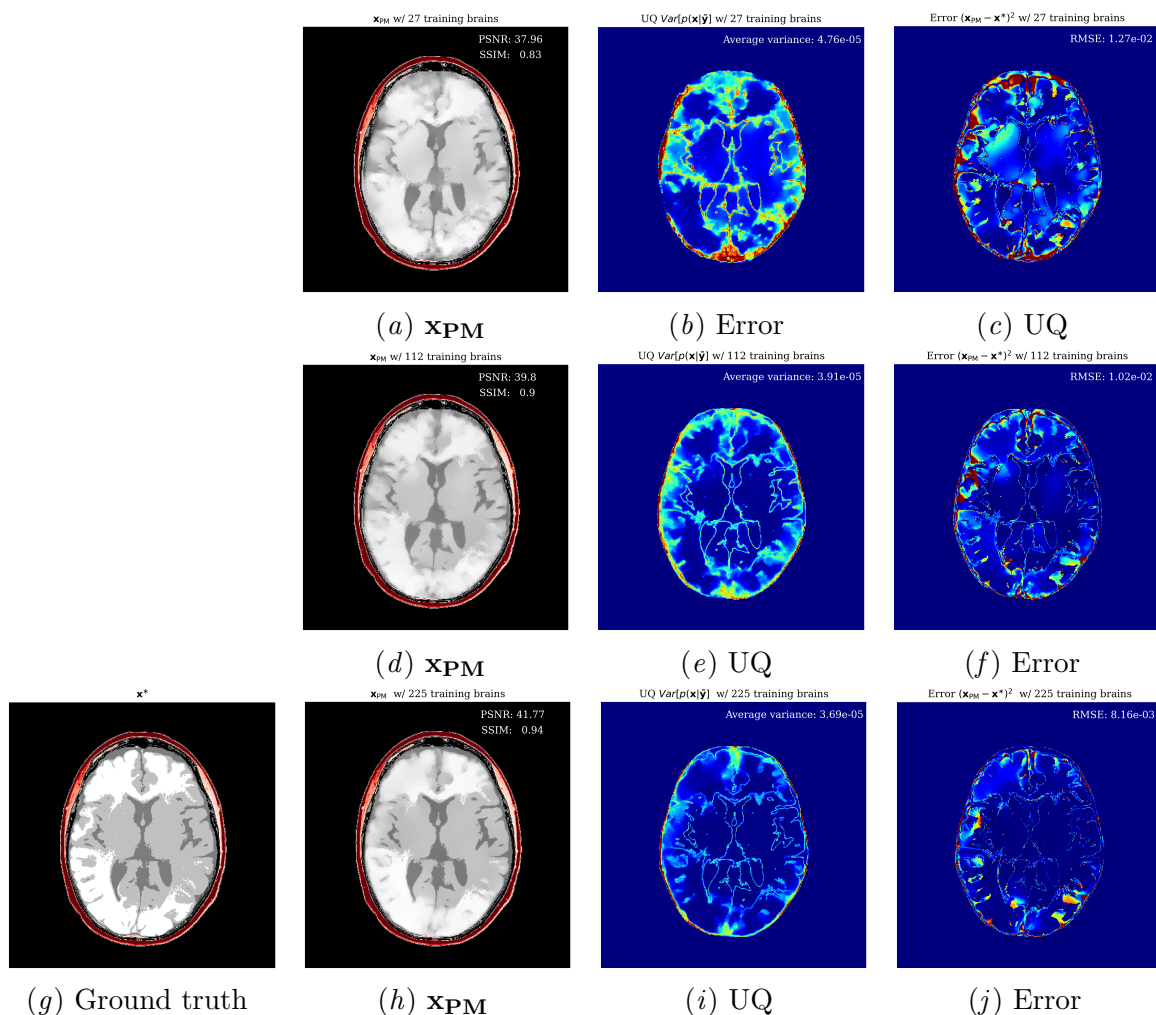 x_PM w/ 27 training brains
PSNR: 37.96
SSIM: 0.83
UQ Var[p(x|ȳ] w/ 27 training brains
Average variance: 4.76e-05
Error (x_PM − x*)² w/ 27 training brains
RMSE: 1.27e-02
(a) x_PM
(b) Error
(c) UQ
x_PM w/ 112 training brains
PSNR: 39.8
SSIM: 0.9
UQ Var[p(x|ȳ] w/ 112 training brains
Average variance: 3.91e-05
Error (x_PM − x*)² w/ 112 training brains
RMSE: 1.02e-02
(d) x_PM
(e) UQ
(f) Error
x*
x_PM w/ 225 training brains
PSNR: 41.77
SSIM: 0.94
UQ Var[p(x|ȳ] w/ 225 training brains
Average variance: 3.69e-05
Error (x_PM − x*)² w/ 225 training brains
RMSE: 8.16e-03
(g) Ground truth
(h) x_PM
(i) UQ
(j) Error